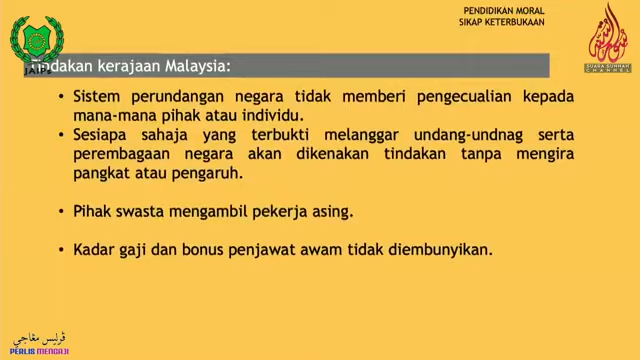 PENDIDIKAN MORAL
SIKAP KETERBUKAAN
JAIPs
SUARA SUNNAH
CHANNEL
Tindakan kerajaan Malaysia:
• Sistem perundangan negara tidak memberi pengecualian kepada
mana-mana pihak atau individu.
• Sesiapa sahaja yang terbukti melanggar undang-undnag serta
perembagaan negara akan dikenakan tindakan tanpa mengira
pangkat atau pengaruh.
• Pihak swasta mengambil pekerja asing.
• Kadar gaji dan bonus penjawat awam tidak diembunyikan.
ڤرليس مڠاجي
PERLIS MENGAJI